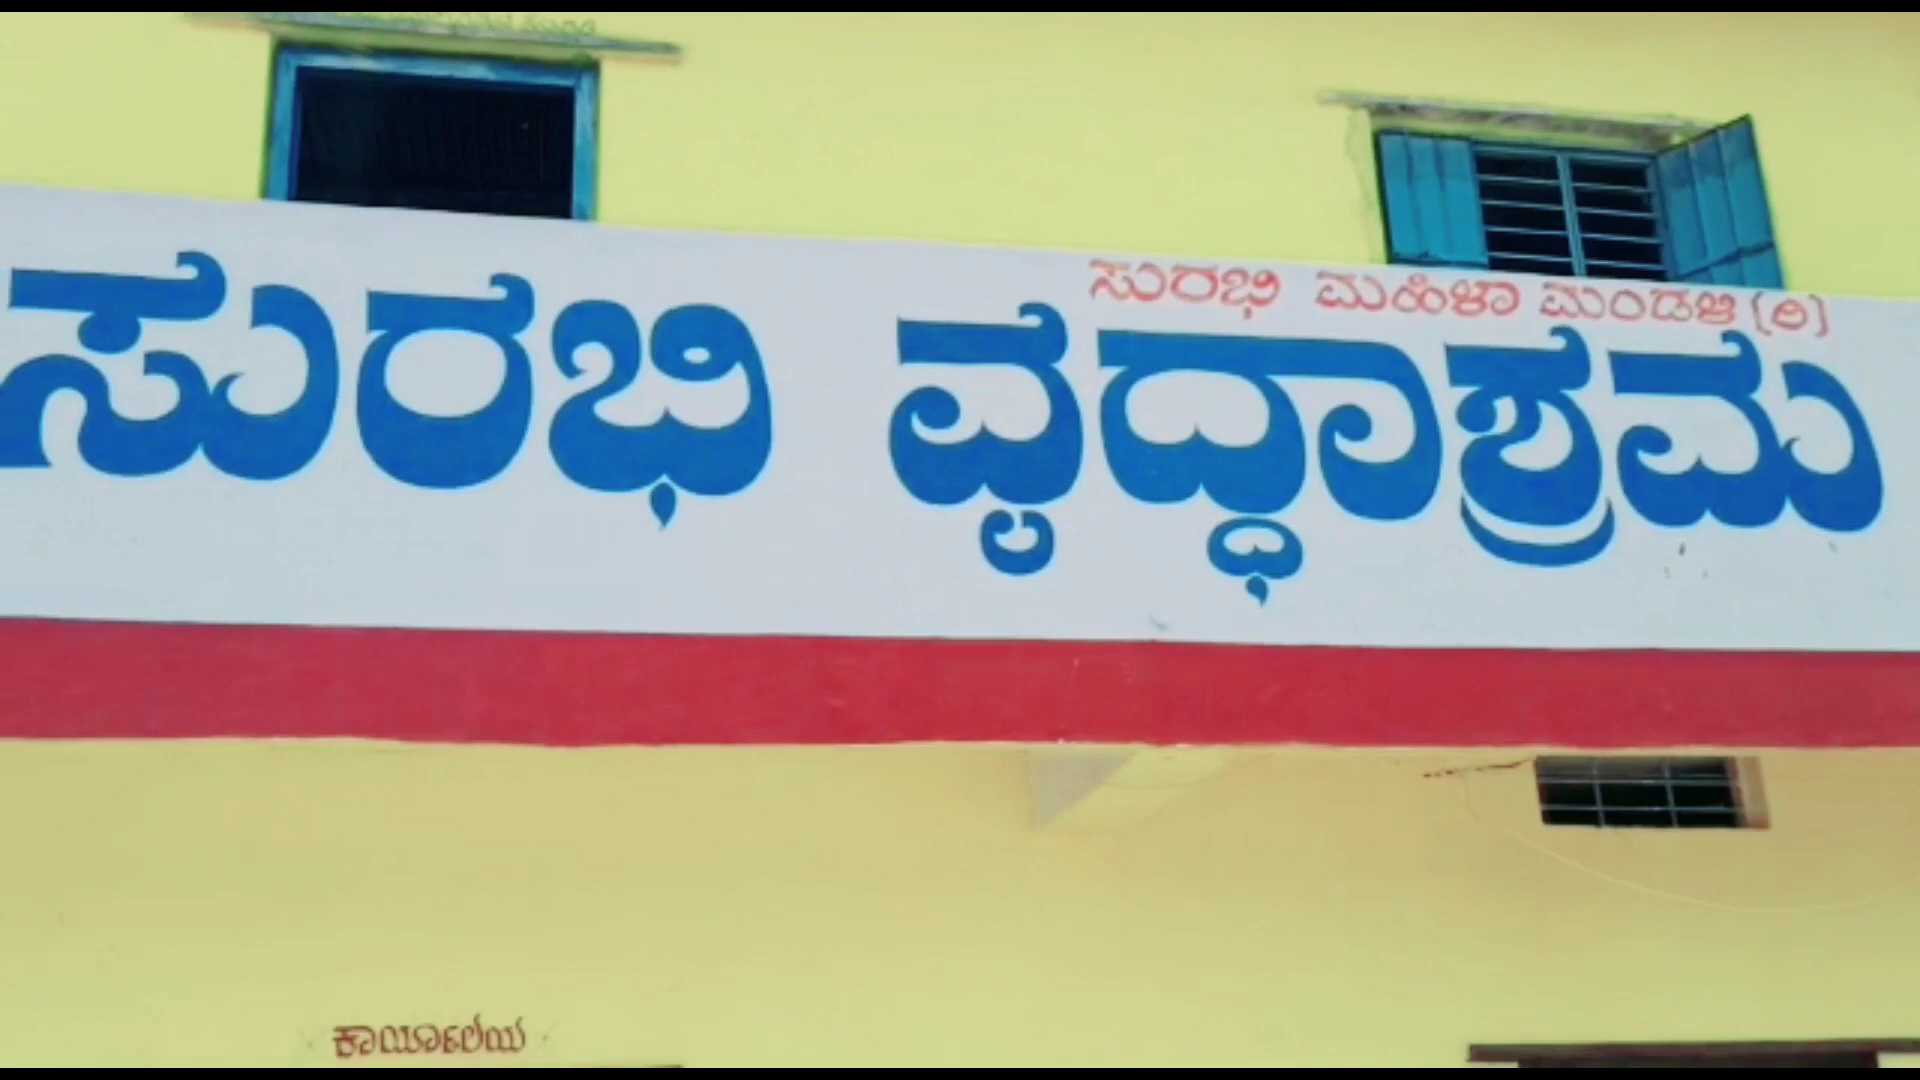 ಸುರಭಿ ಮಹಿಳಾ ಮಂಡಳಿ (ರಿ)
ಸುರಭಿ ವೃದ್ಧಾಶ್ರಮ
ಕಾರ್ಯಾಲಯ